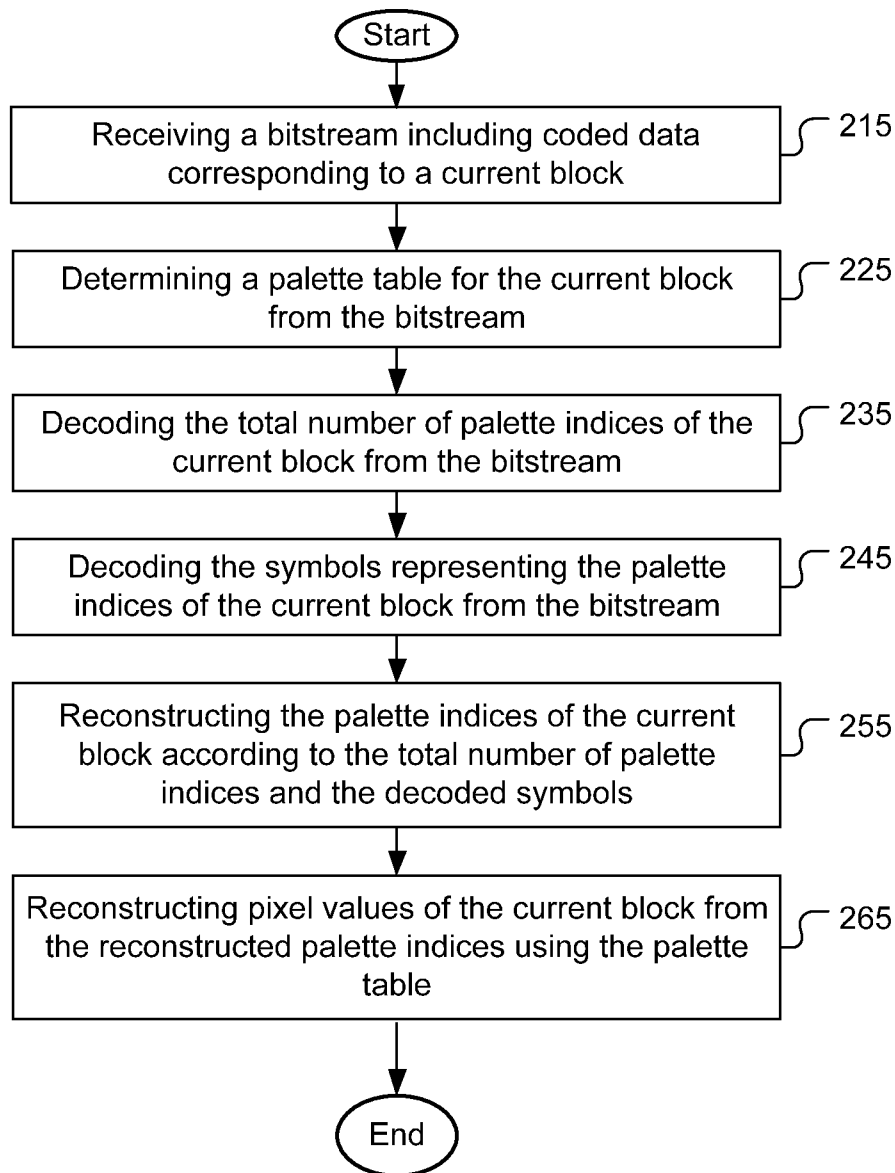 Start
Receiving a bitstream including coded data
corresponding to a current block
215
Determining a palette table for the current block
from the bitstream
225
Decoding the total number of palette indices of the
current block from the bitstream
235
Decoding the symbols representing the palette
indices of the current block from the bitstream
245
Reconstructing the palette indices of the current
block according to the total number of palette
indices and the decoded symbols
255
Reconstructing pixel values of the current block from
the reconstructed palette indices using the palette
table
265
End